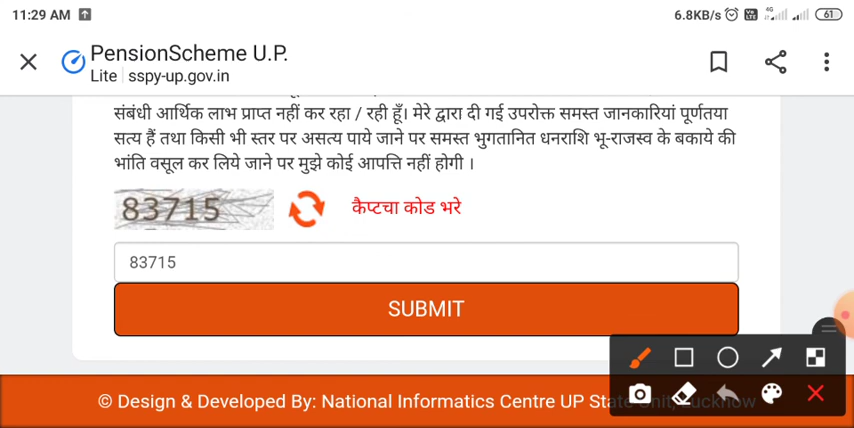 11:29 AM 6.8KB/s 4G 61
PensionScheme U.P.
Lite sspy-up.gov.in
संबंधी आर्थिक लाभ प्राप्त नहीं कर रहा / रही हूँ। मेरे द्वारा दी गई उपरोक्त समस्त जानकारियां पूर्णतया
सत्य हैं तथा किसी भी स्तर पर असत्य पाये जाने पर समस्त भुगतानित धनराशि भू-राजस्व के बकाये की
भांति वसूल कर लिये जाने पर मुझे कोई आपत्ति नहीं होगी ।
83715 कैप्टचा कोड भरे
83715
SUBMIT
© Design & Developed By: National Informatics Centre UP State Unit, Lucknow